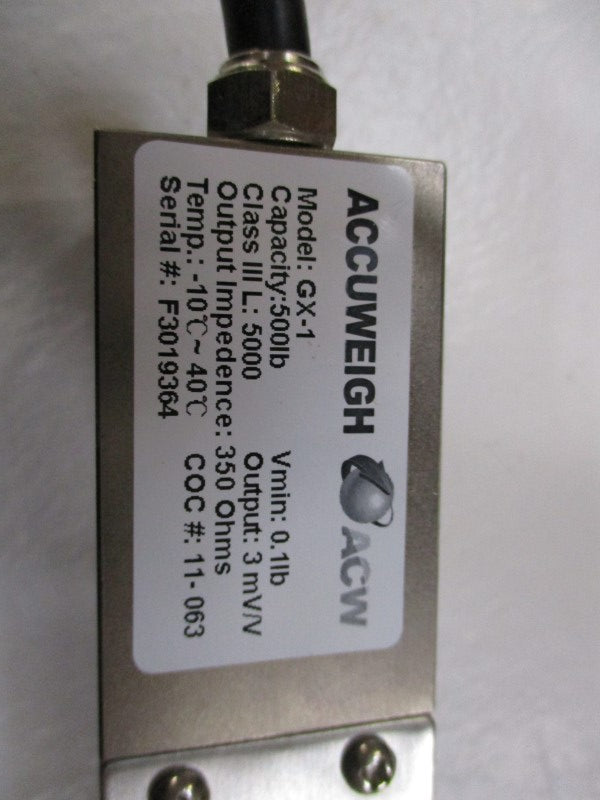 ACCUWEIGH ACW
Model: GX-1
Capacity:500lb Vmin: 0.1lb
Class III L: 5000 Output: 3 mV/V
Output Impedence: 350 Ohms
Temp.: -10℃~ 40℃ COC #: 11- 063
Serial #: F3019364